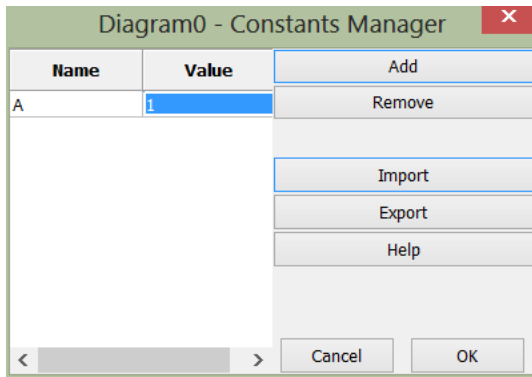 Diagram0 - Constants Manager
Name Value
A 1
Add
Remove
Import
Export
Help
Cancel OK